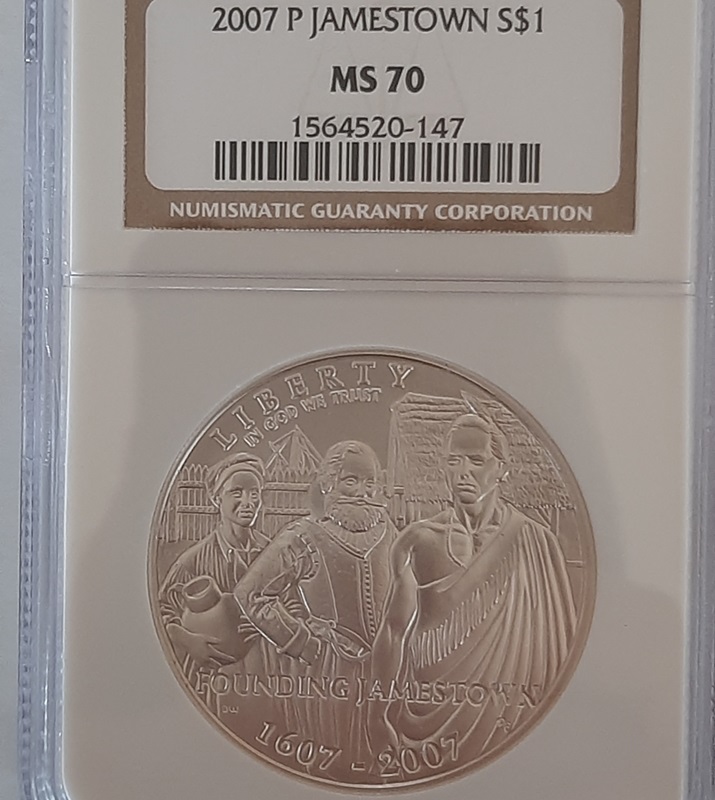 2007 P JAMESTOWN S$1
MS 70
1564520-147
NUMISMATIC GUARANTY CORPORATION
LIBERTY
IN GOD WE TRUST
FOUNDING JAMESTOWN
DW
1607 - 2007